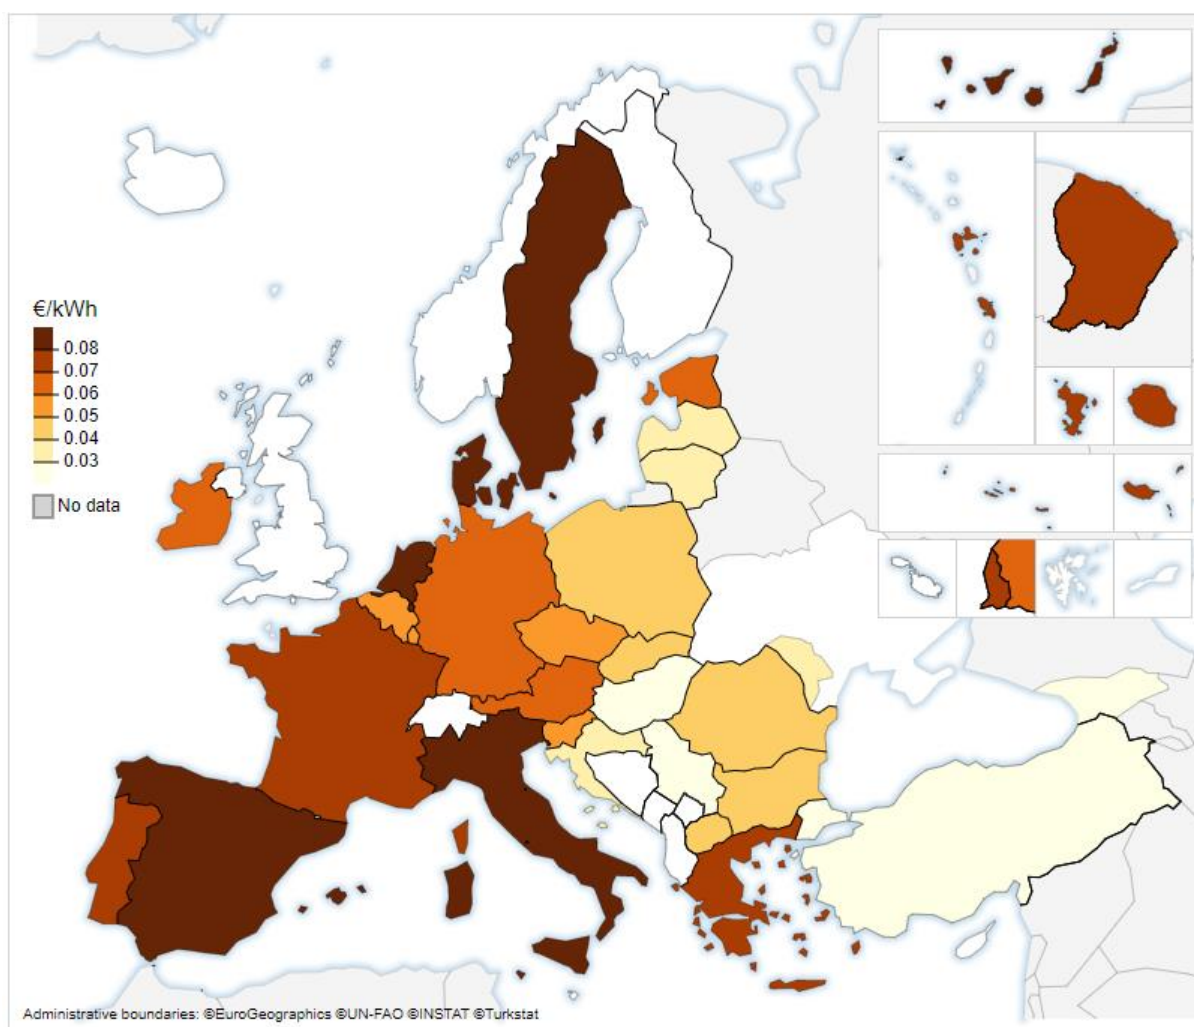 €/kWh
0.08
0.07
0.06
0.05
0.04
0.03
No data
Administrative boundaries: ©EuroGeographics ©UN-FAO ©INSTAT ©Turkstat